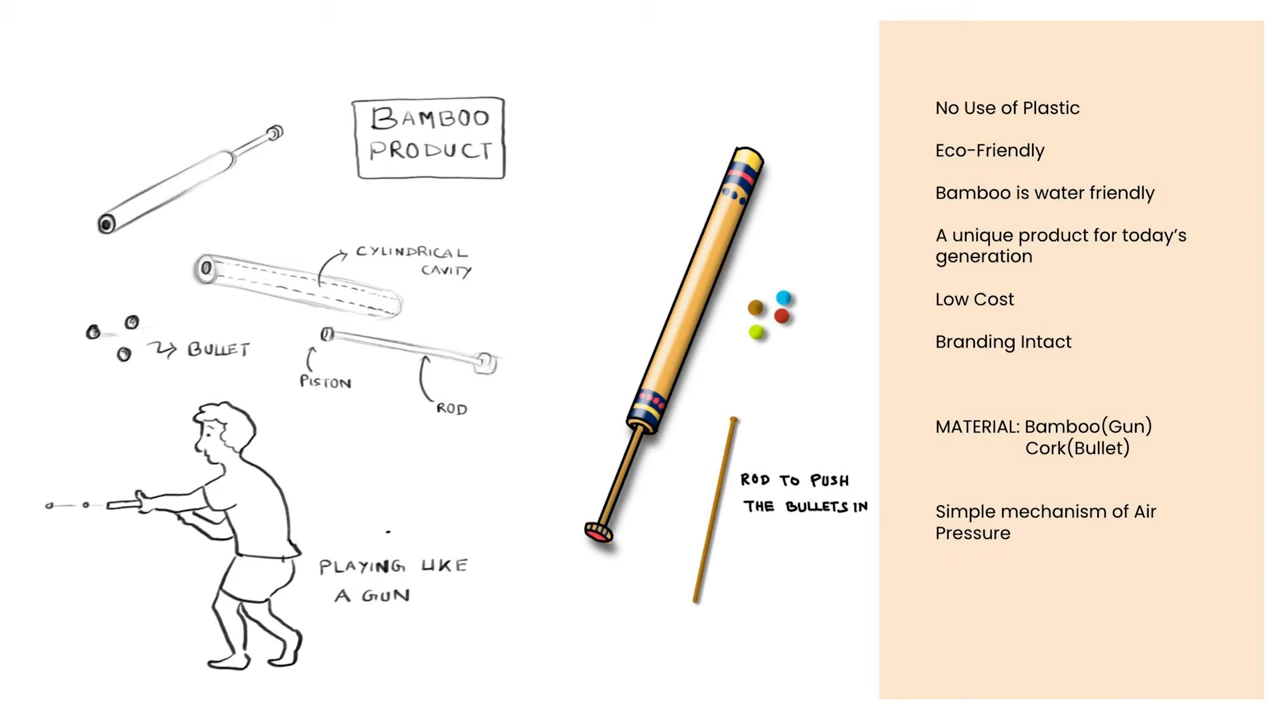 BAMBOO
PRODUCT
CYLINDRICAL
CAVITY
BULLET
PISTON
ROD
PLAYING LIKE
A GUN
ROD TO PUSH
THE BULLETS IN
No Use of Plastic
Eco-Friendly
Bamboo is water friendly
A unique product for today's
generation
Low Cost
Branding Intact
MATERIAL: Bamboo(Gun)
Cork(Bullet)
Simple mechanism of Air
Pressure